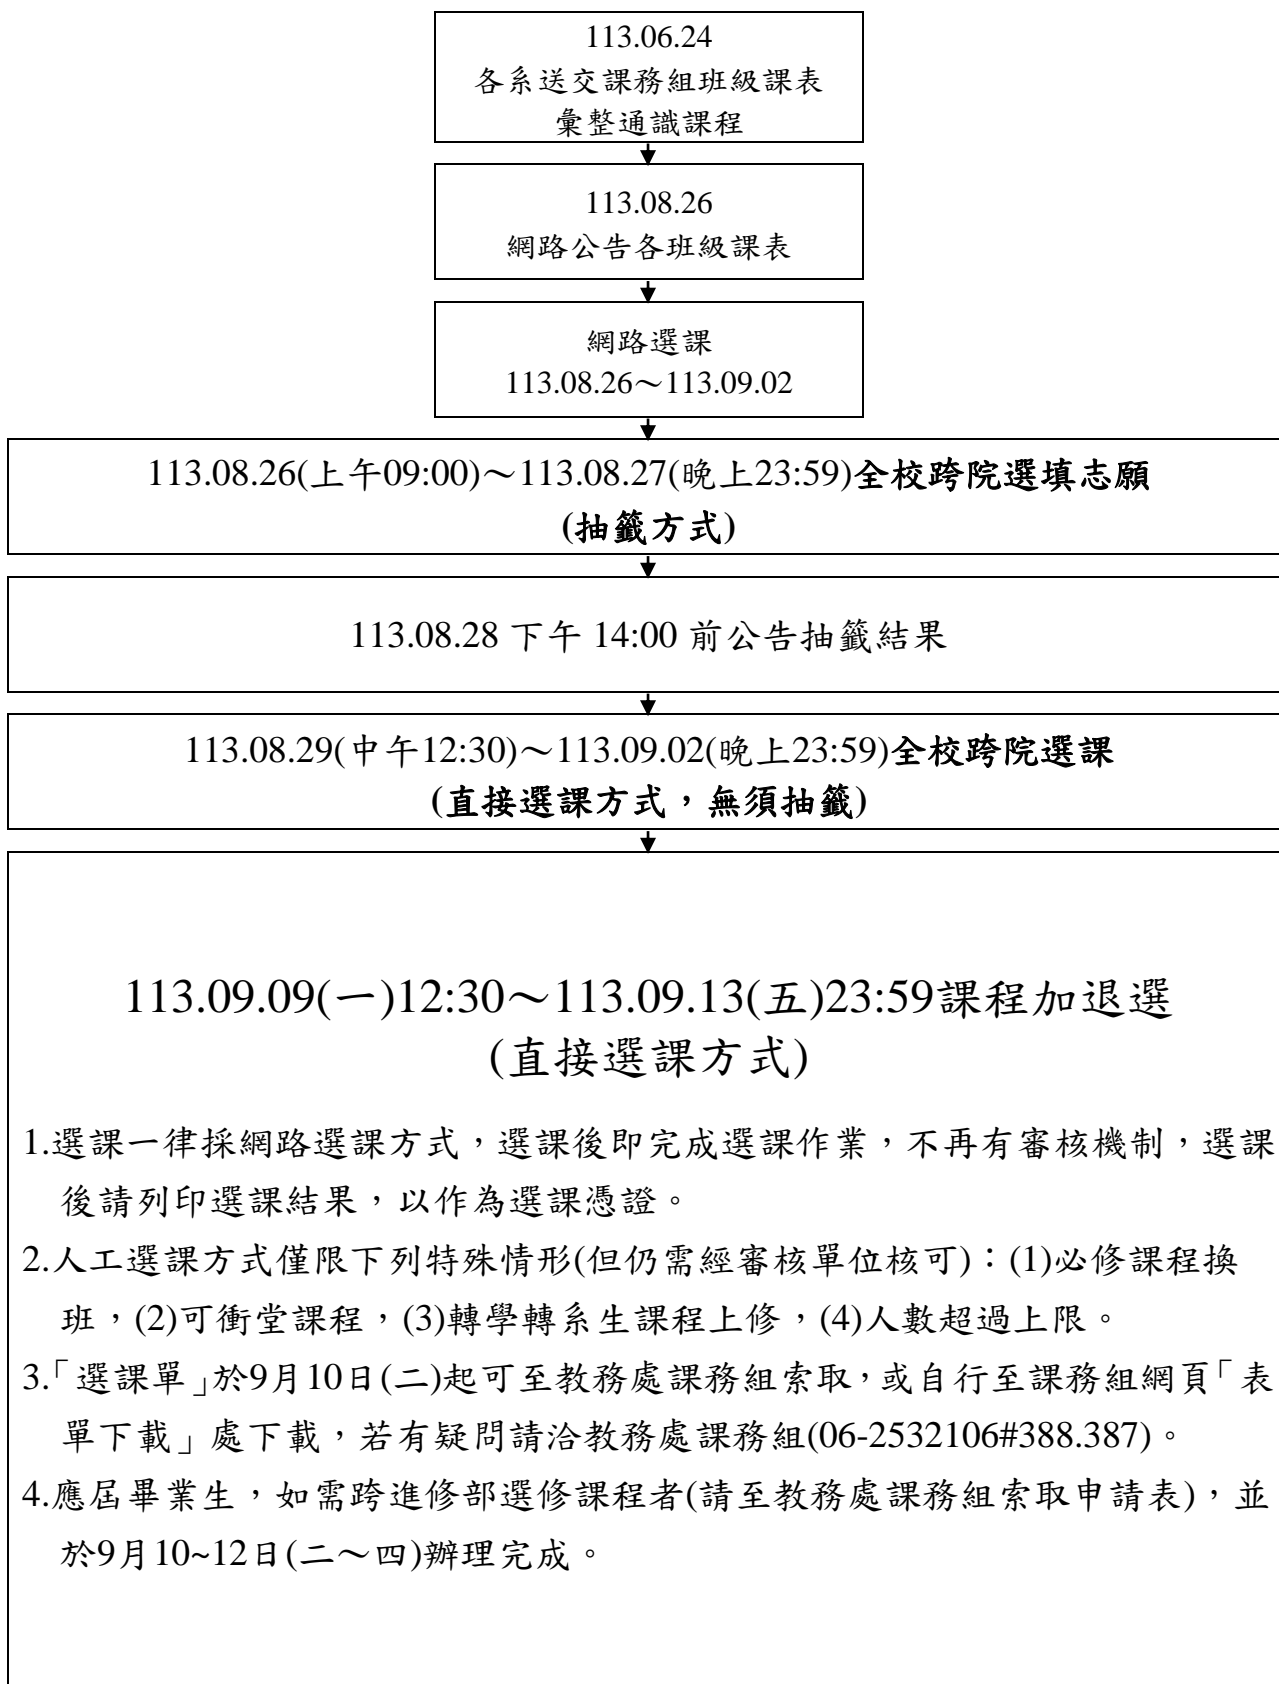 113.06.24
各系送交課務組班級課表
彙整通識課程
113.08.26
網路公告各班級課表
網路選課
113.08.26～113.09.02
113.08.26(上午09:00)～113.08.27(晚上23:59)全校跨院選填志願
(抽籤方式)
113.08.28 下午 14:00 前公告抽籤結果
113.08.29(中午12:30)～113.09.02(晚上23:59)全校跨院選課
(直接選課方式，無須抽籤)
113.09.09(一)12:30～113.09.13(五)23:59課程加退選
(直接選課方式)
1.選課一律採網路選課方式，選課後即完成選課作業，不再有審核機制，選課
後請列印選課結果，以作為選課憑證。
2.人工選課方式僅限下列特殊情形(但仍需經審核單位核可)：(1)必修課程換
班，(2)可衝堂課程，(3)轉學轉系生課程上修，(4)人數超過上限。
3.「選課單」於9月10日(二)起可至教務處課務組索取，或自行至課務組網頁「表
單下載」處下載，若有疑問請洽教務處課務組(06-2532106#388.387)。
4.應屆畢業生，如需跨進修部選修課程者(請至教務處課務組索取申請表)，並
於9月10~12日(二～四)辦理完成。